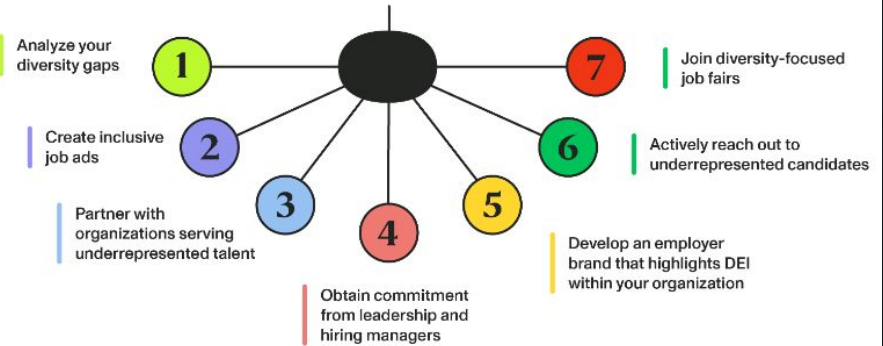 1
Analyze your
diversity gaps
2
Create inclusive
job ads
3
Partner with
organizations serving
underrepresented talent
4
Obtain commitment
from leadership and
hiring managers
5
Develop an employer
brand that highlights DEI
within your organization
6
Actively reach out to
underrepresented candidates
7
Join diversity-focused
job fairs